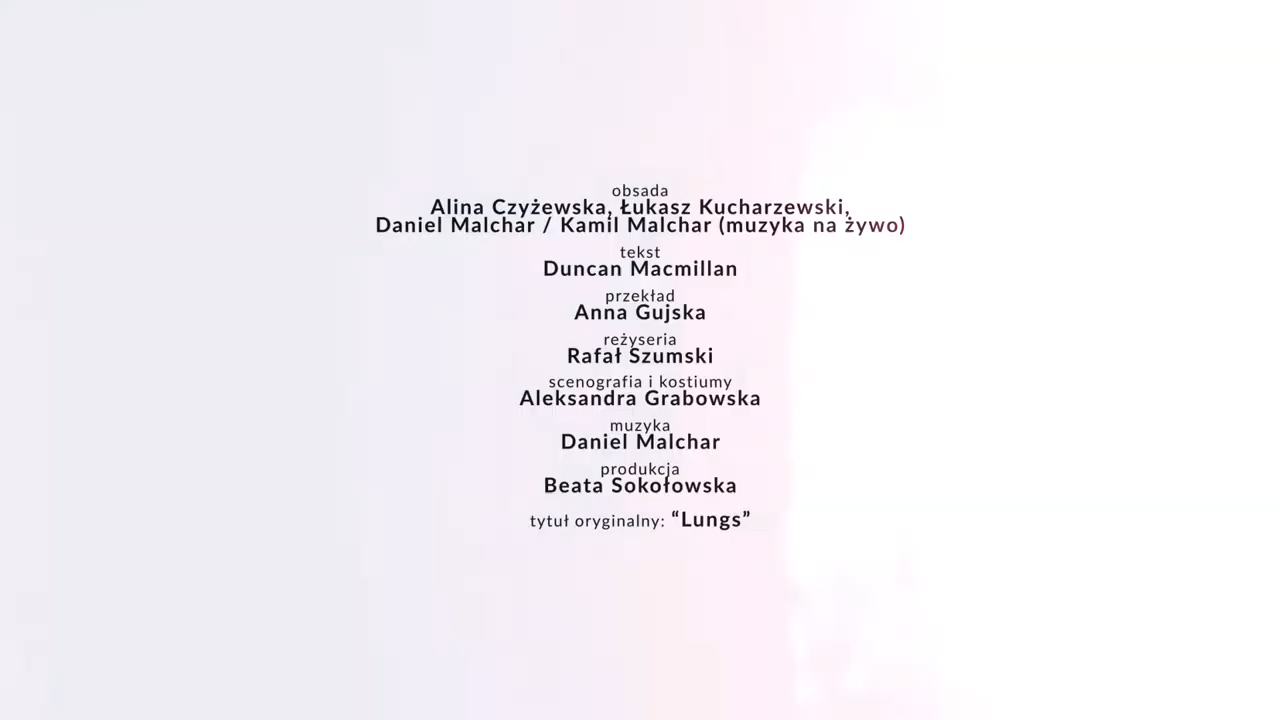 obsada
Alina Czyżewska, Łukasz Kucharzewski,
Daniel Malchar / Kamil Malchar (muzyka na żywo)
tekst
Duncan Macmillan
przekład
Anna Gujska
reżyseria
Rafał Szumski
scenografia i kostiumy
Aleksandra Grabowska
muzyka
Daniel Malchar
produkcja
Beata Sokołowska
tytuł oryginalny: “Lungs”